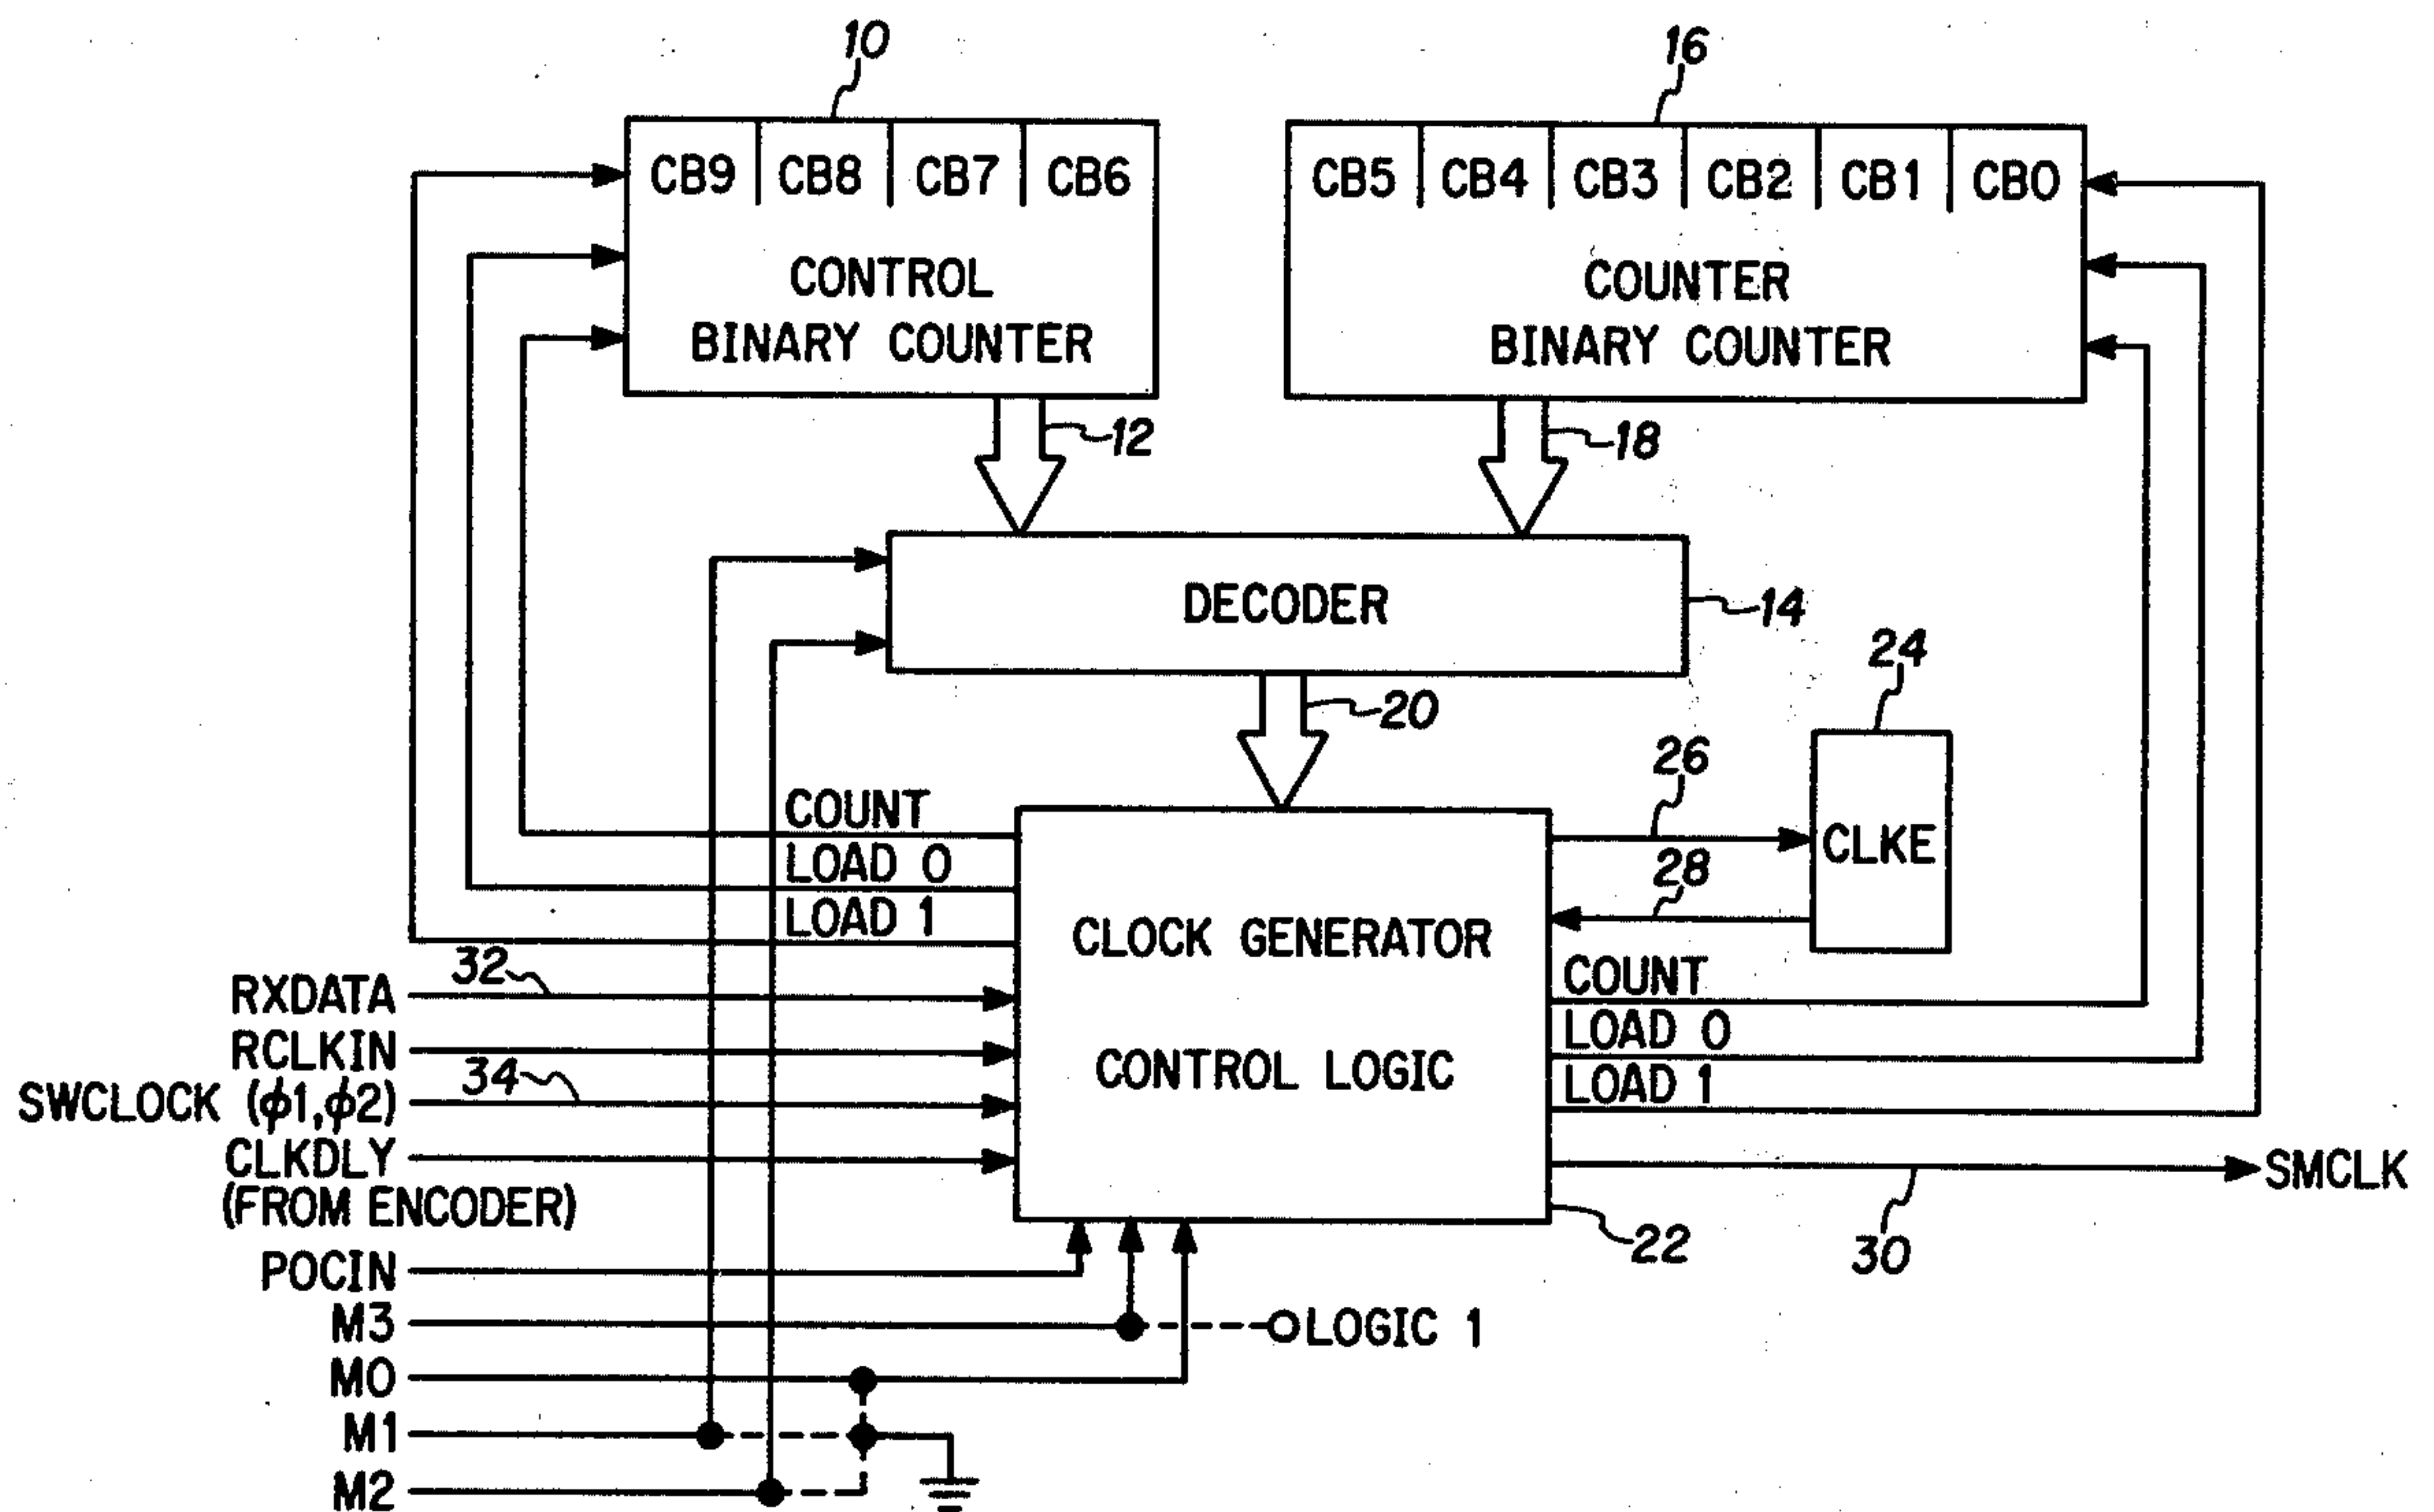 10
16
CB9 CB8 CB7 CB6
CONTROL
BINARY COUNTER
CB5 CB4 CB3 CB2 CB1 CB0
COUNTER
BINARY COUNTER
12
18
DECODER
14
20
24
26
CLKE
28
COUNT
LOAD 0
LOAD 1
CLOCK GENERATOR
CONTROL LOGIC
COUNT
LOAD 0
LOAD 1
RXDATA
32
RCLKIN
SWCLOCK (ϕ1,ϕ2)
34
CLKDLY
(FROM ENCODER)
SMCLK
30
22
POCIN
M3
LOGIC 1
M0
M1
M2